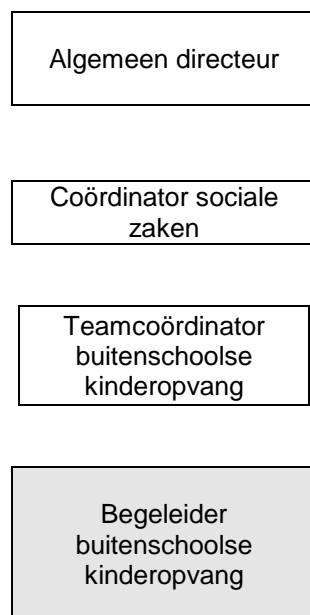 Algemeen directeur
Coördinator sociale
zaken
Teamcoördinator
buitenschoolse
kinderopvang
Begeleider
buitenschoolse
kinderopvang